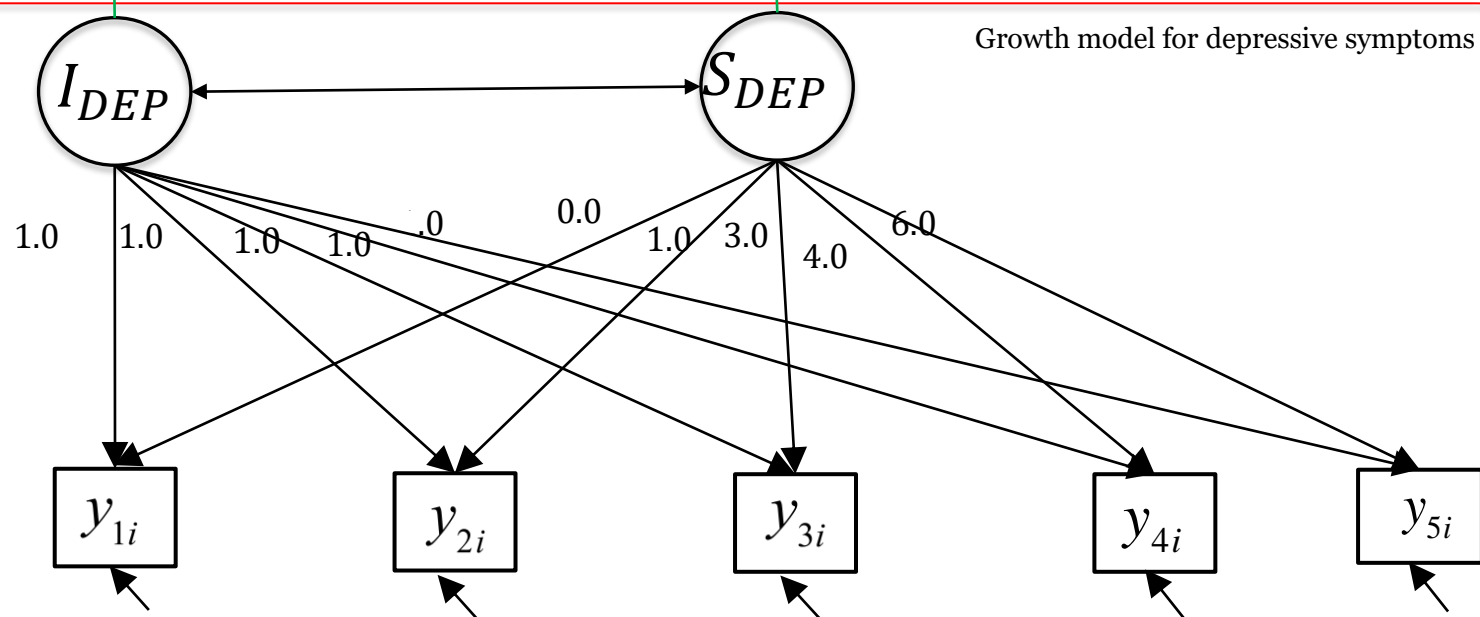 Growth model for depressive symptoms
I_DEP
S_DEP
1.0 1.0 1.0 1.0 .0 0.0 1.0 3.0 4.0 6.0
y_1i y_2i y_3i y_4i y_5i